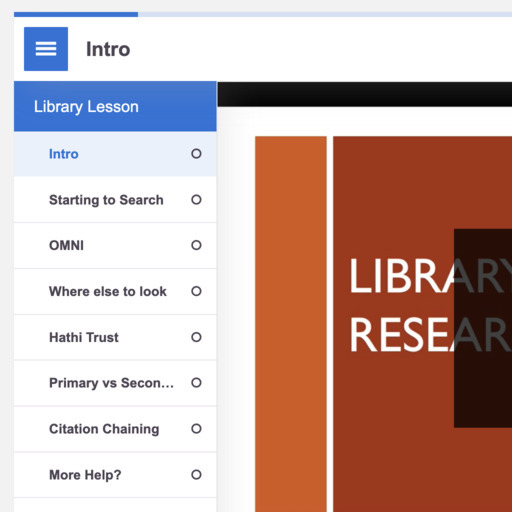 Intro
Library Lesson
Intro
Starting to Search
OMNI
Where else to look
Hathi Trust
Primary vs Secon...
Citation Chaining
More Help?
LIBRARY
RESEAR